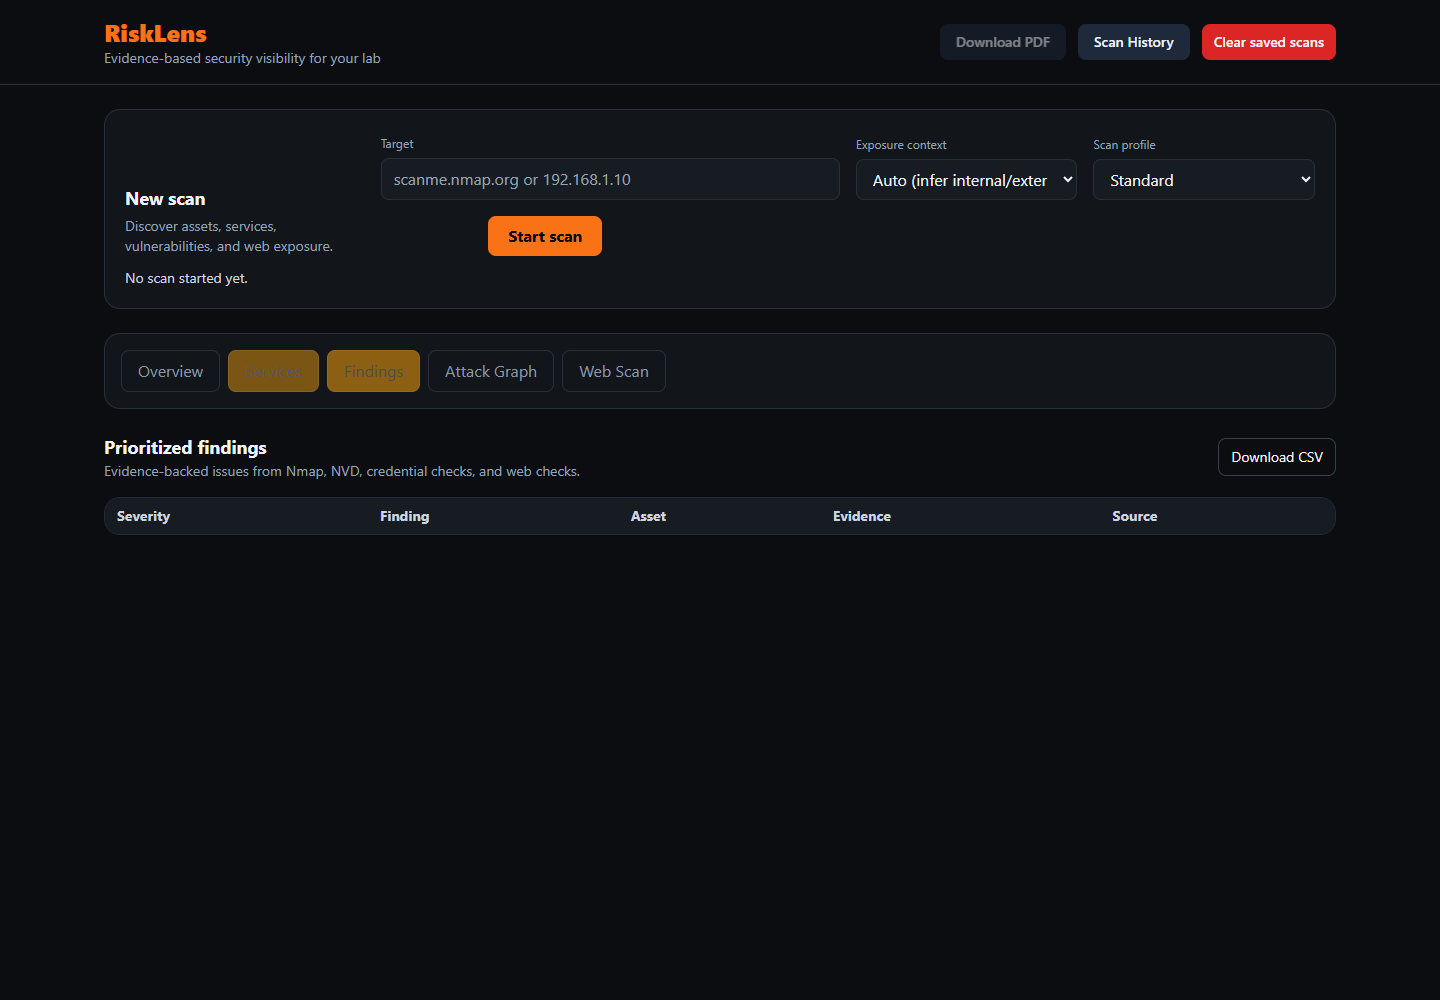 RiskLens
Evidence-based security visibility for your lab
Download PDF
Scan History
Clear saved scans
New scan
Discover assets, services,
vulnerabilities, and web exposure.
No scan started yet.
Target
scanme.nmap.org or 192.168.1.10
Exposure context
Auto (infer internal/exter
Scan profile
Standard
Start scan
Overview
Services
Findings
Attack Graph
Web Scan
Prioritized findings
Evidence-backed issues from Nmap, NVD, credential checks, and web checks.
Download CSV
Severity
Finding
Asset
Evidence
Source